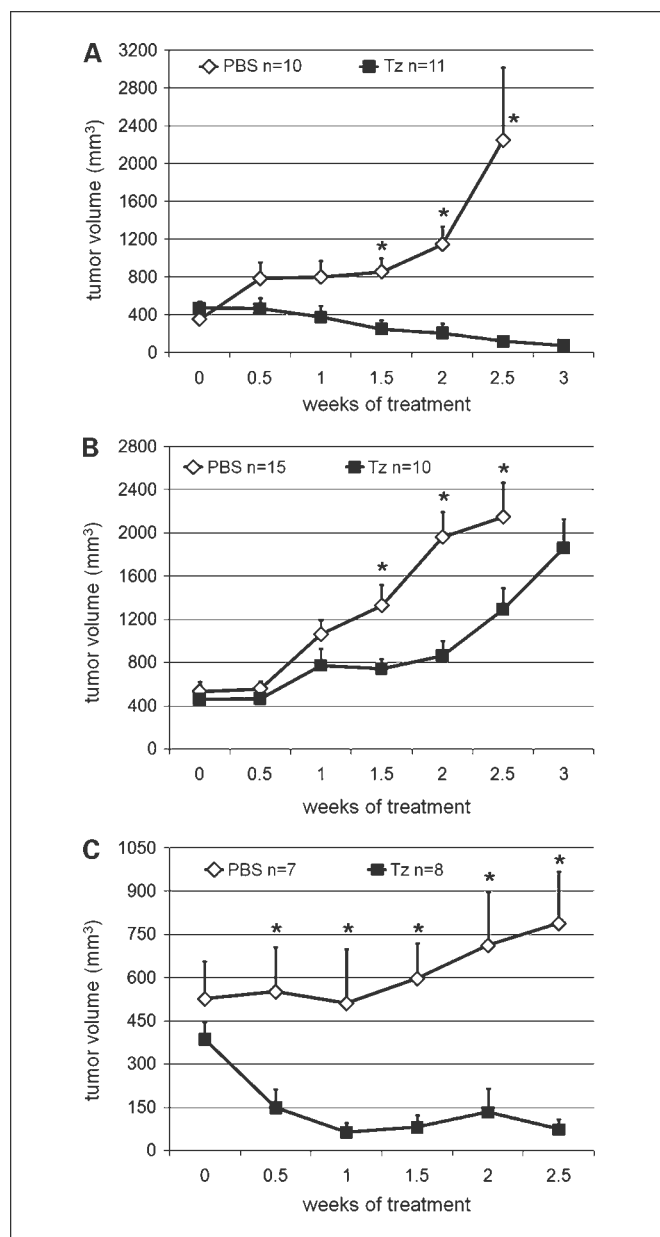 A
PBS n=10
Tz n=11
tumor volume (mm³)
3200
2800
2400
2000
1600
1200
800
400
0
*
*
*
0 0.5 1 1.5 2 2.5 3
weeks of treatment
B
PBS n=15
Tz n=10
tumor volume (mm³)
2800
2400
2000
1600
1200
800
400
0
*
*
*
0 0.5 1 1.5 2 2.5 3
weeks of treatment
C
PBS n=7
Tz n=8
tumor volume (mm³)
1050
900
750
600
450
300
150
0
*
*
*
*
*
0 0.5 1 1.5 2 2.5
weeks of treatment